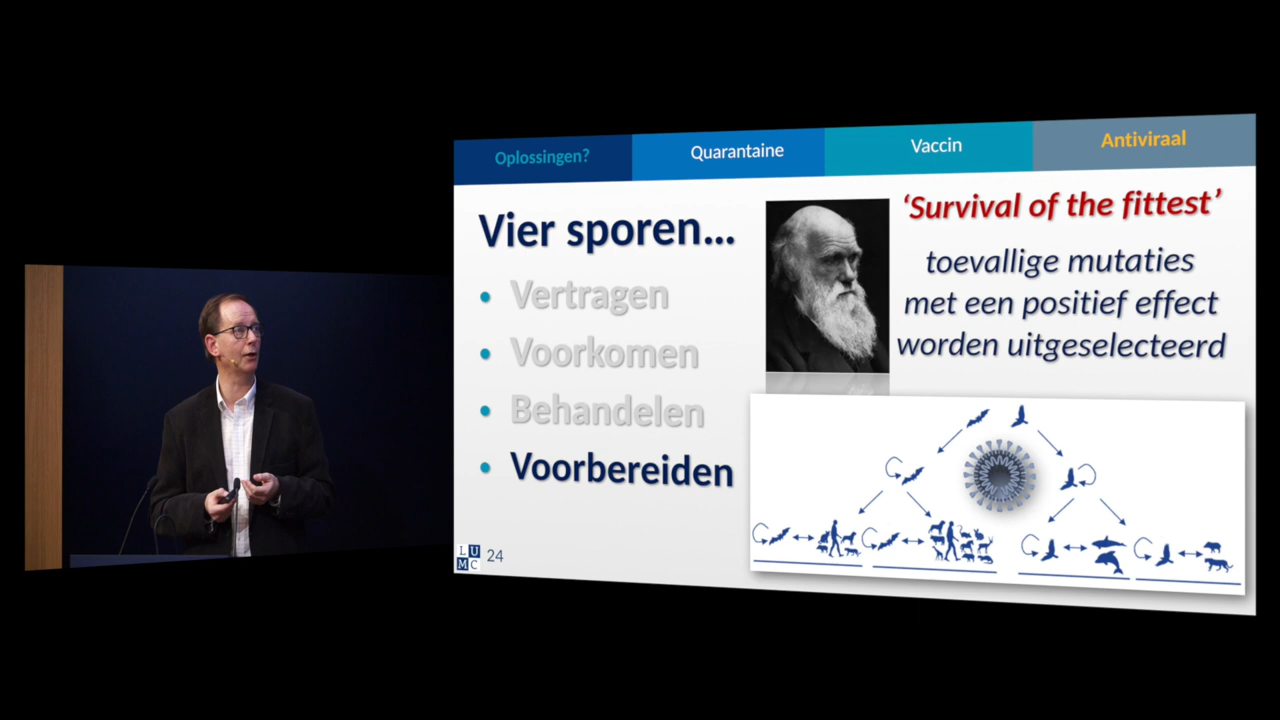 Oplossingen?
Quarantaine
Vaccin
Antiviraal
Vier sporen...
• Vertragen
• Voorkomen
• Behandelen
• Voorbereiden
‘Survival of the fittest’
toevallige mutaties
met een positief effect
worden uitgeselecteerd
L U
M C
24